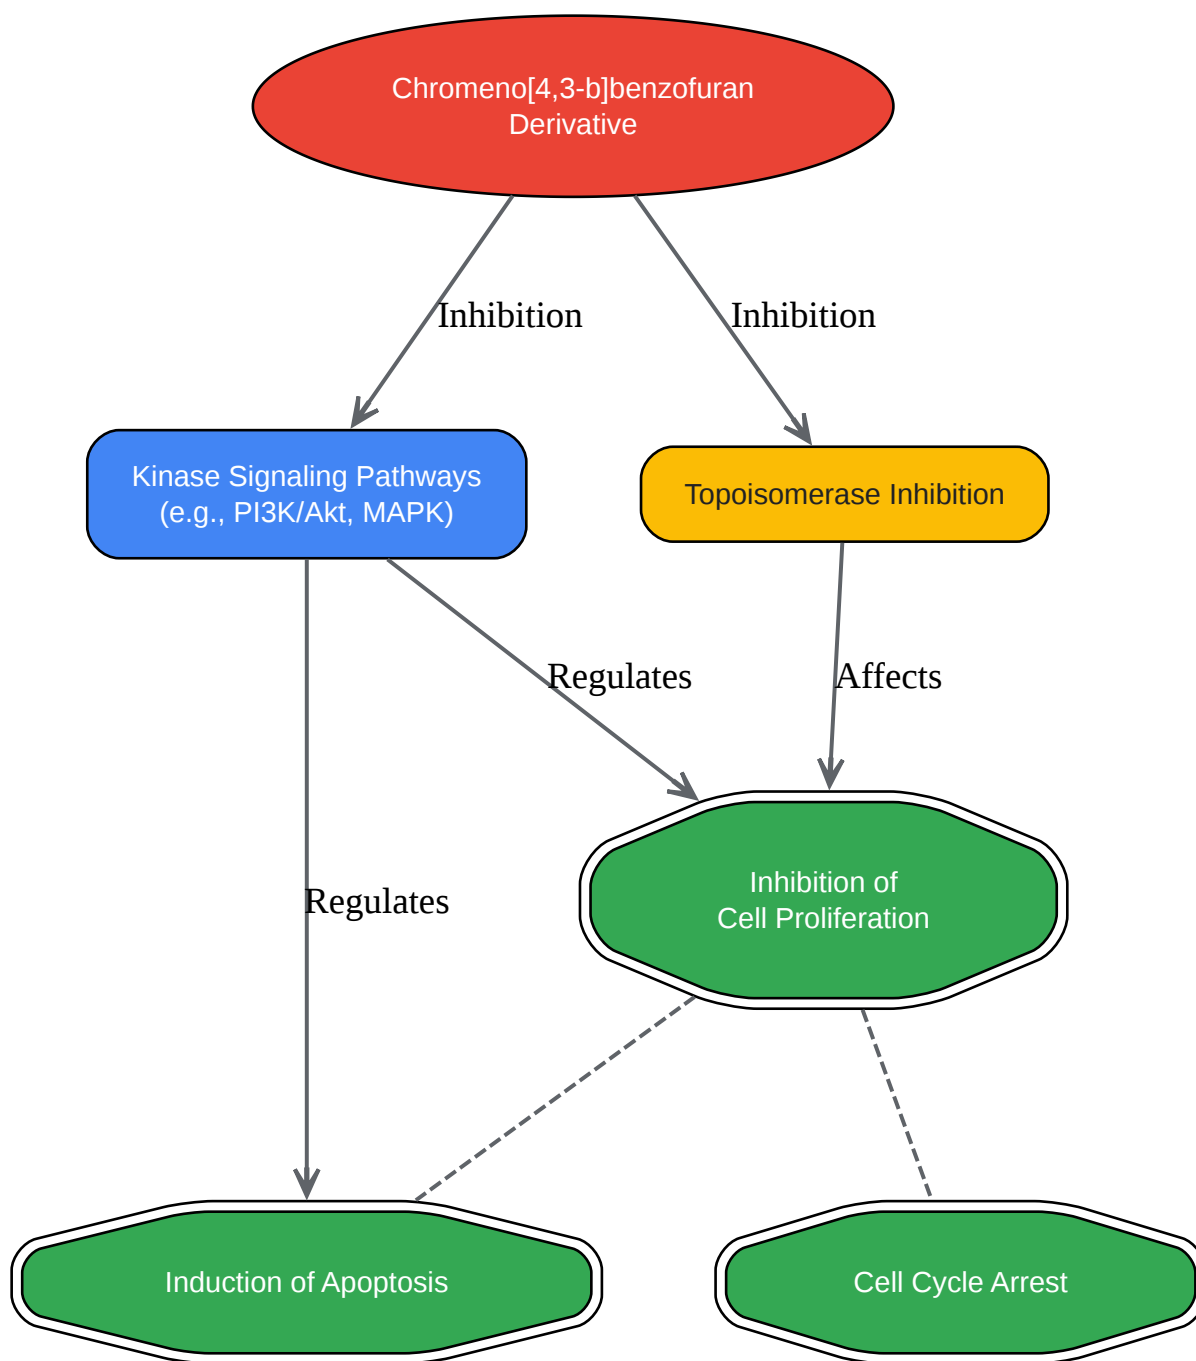 Chromeno[4,3-b]benzofuran
Derivative
Inhibition
Inhibition
Kinase Signaling Pathways
(e.g., PI3K/Akt, MAPK)
Topoisomerase Inhibition
Regulates
Affects
Inhibition of
Cell Proliferation
Regulates
Induction of Apoptosis
Cell Cycle Arrest